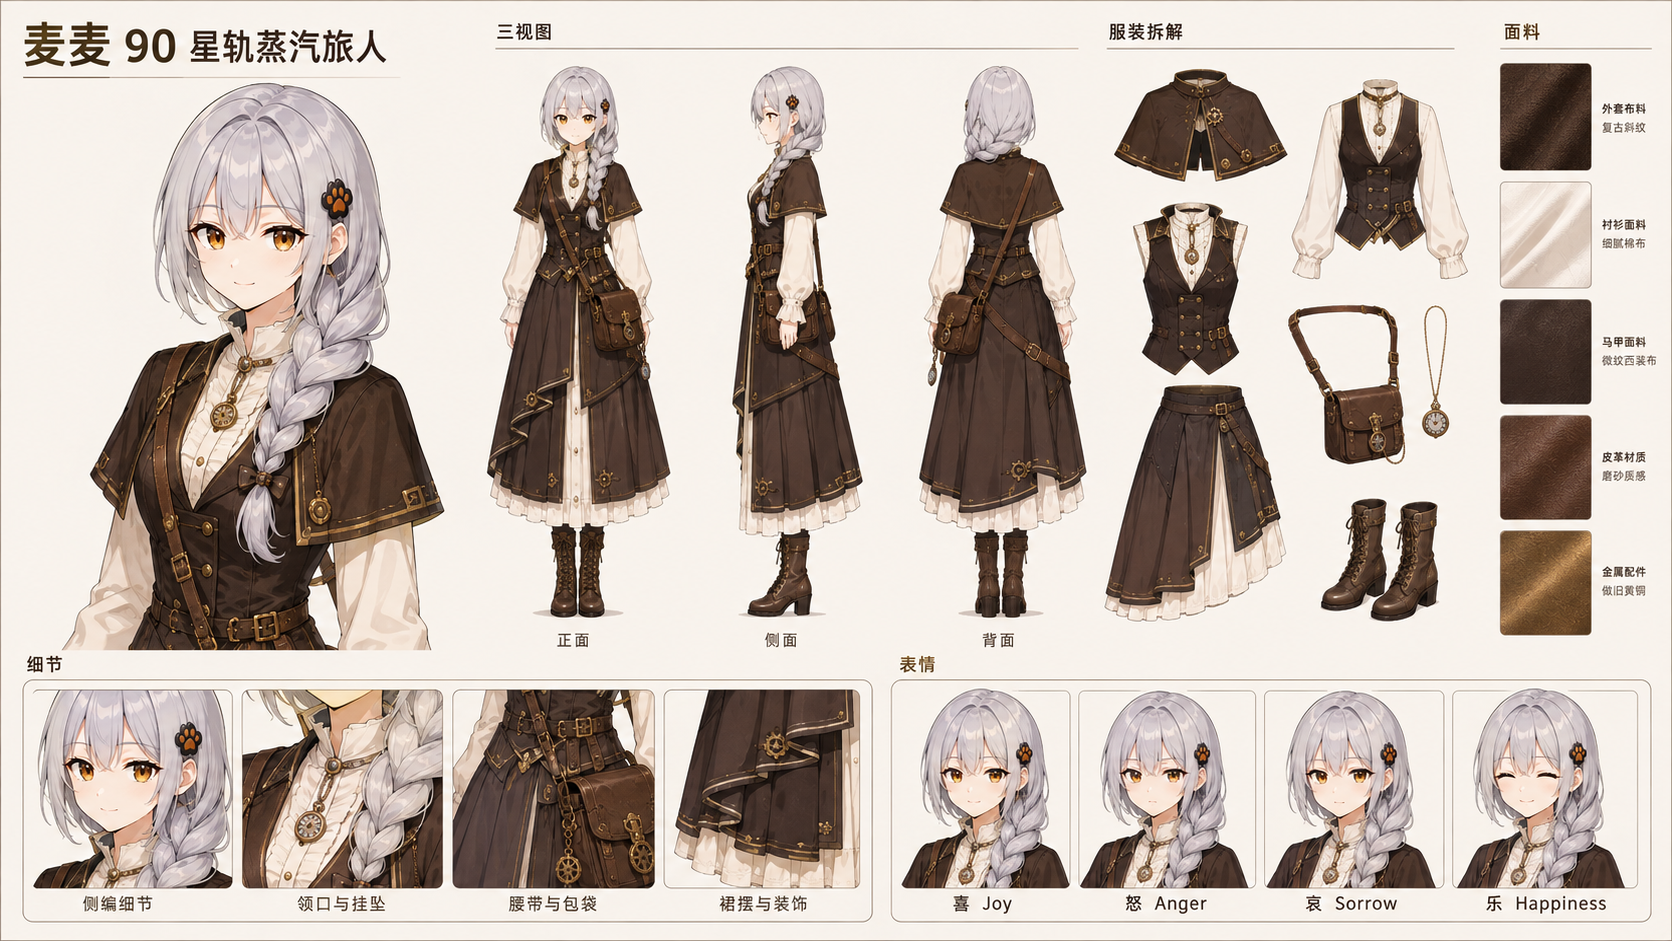 麦麦 90 星轨蒸汽旅人
三视图
正面
侧面
背面
服装拆解
面料
外套布料
复古斜纹
衬衫面料
细腻棉布
马甲面料
微纹西装布
皮革材质
磨砂质感
金属配件
做旧黄铜
细节
侧编细节
领口与挂坠
腰带与包袋
裙摆与装饰
表情
喜 Joy
怒 Anger
哀 Sorrow
乐 Happiness